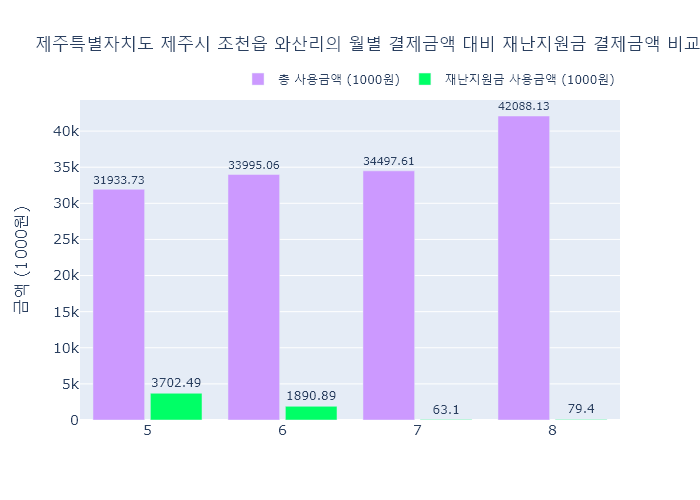 제주특별자치도 제주시 조천읍 와산리의 월별 결제금액 대비 재난지원금 결제금액 비교
총 사용금액 (1000원)
재난지원금 사용금액 (1000원)
금액 (1000원)
40k
35k
30k
25k
20k
15k
10k
5k
0
31933.73
3702.49
33995.06
1890.89
34497.61
63.1
42088.13
79.4
5
6
7
8